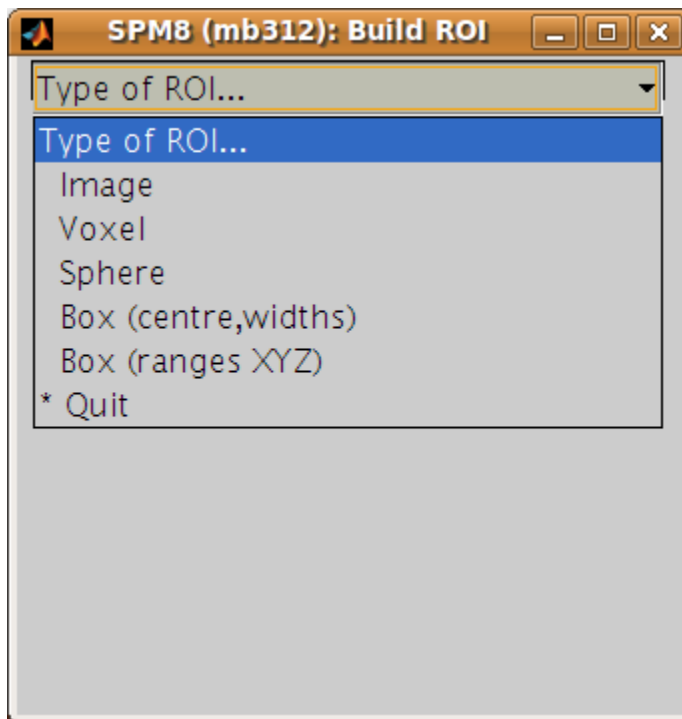 SPM8 (mb312): Build ROI
Type of ROI...
Type of ROI...
Image
Voxel
Sphere
Box (centre,widths)
Box (ranges XYZ)
* Quit